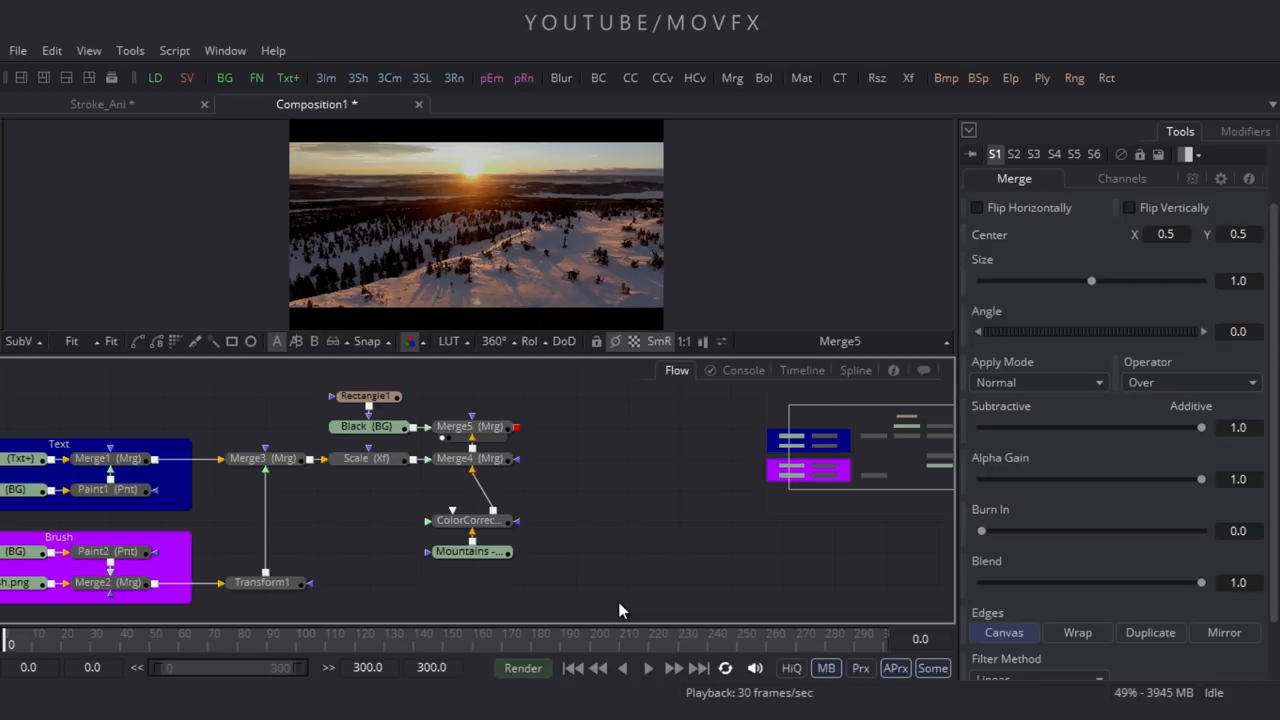 YOUTUBE/MOVFX
File Edit View Tools Script Window Help
LD SV BG FN Txt+ 3Im 3Sh 3Cm 3SL 3Rn pEm pRn Blur BC CC CCv HCv Mrg Bol Mat CT Rsz Xf Bmp BSp Elp Ply Rng Rct
Stroke_Ani * Composition1 *
Tools Modifiers
S1 S2 S3 S4 S5 S6
Merge Channels
Flip Horizontally Flip Vertically
Center X 0.5 Y 0.5
Size
1.0
Angle
0.0
Apply Mode Operator
Normal Over
Subtractive Additive
1.0
Alpha Gain
1.0
Burn In
0.0
Blend
1.0
Edges
Canvas Wrap Duplicate Mirror
Filter Method
Linear
SubV Fit Fit A A B Snap LUT 360° RoI DoD SmR 1:1 Merge5
Flow Console Timeline Spline
Rectangle1
Black (BG) Merge5 (Mrg)
Text
(Txt+) Merge1 (Mrg) Merge3 (Mrg) Scale (Xf) Merge4 (Mrg)
(BG) Paint1 (Pnt)
ColorCorrec...
Brush
(BG) Paint2 (Pnt) Mountains -...
sh.png Merge2 (Mrg) Transform1
0 10 20 30 40 50 60 70 80 90 100 110 120 130 140 150 160 170 180 190 200 210 220 230 240 250 260 270 280 290 0.0
0
0.0 0.0 << 0 300 >> 300.0 300.0 Render HiQ MB Prx APrx Some
Playback: 30 frames/sec 49% - 3945 MB Idle